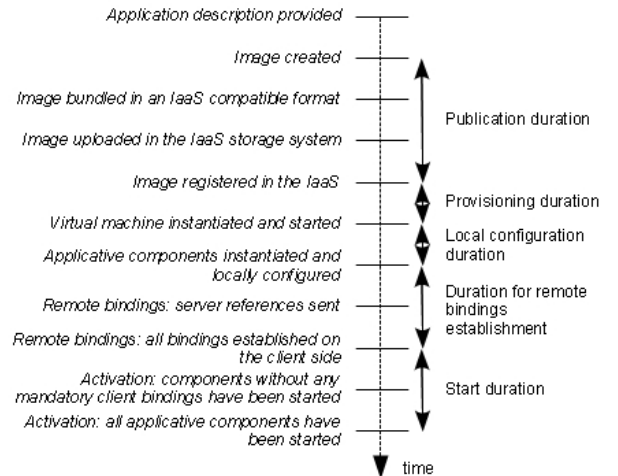 Application description provided
Image created
Image bundled in an IaaS compatible format
Publication duration
Image uploaded in the IaaS storage system
Image registered in the IaaS
Provisioning duration
Virtual machine instantiated and started
Local configuration
duration
Applicative components instantiated and
locally configured
Duration for remote
bindings
establishment
Remote bindings: server references sent
Remote bindings: all bindings established on
the client side
Activation: components without any
mandatory client bindings have been started
Start duration
Activation: all applicative components have
been started
time